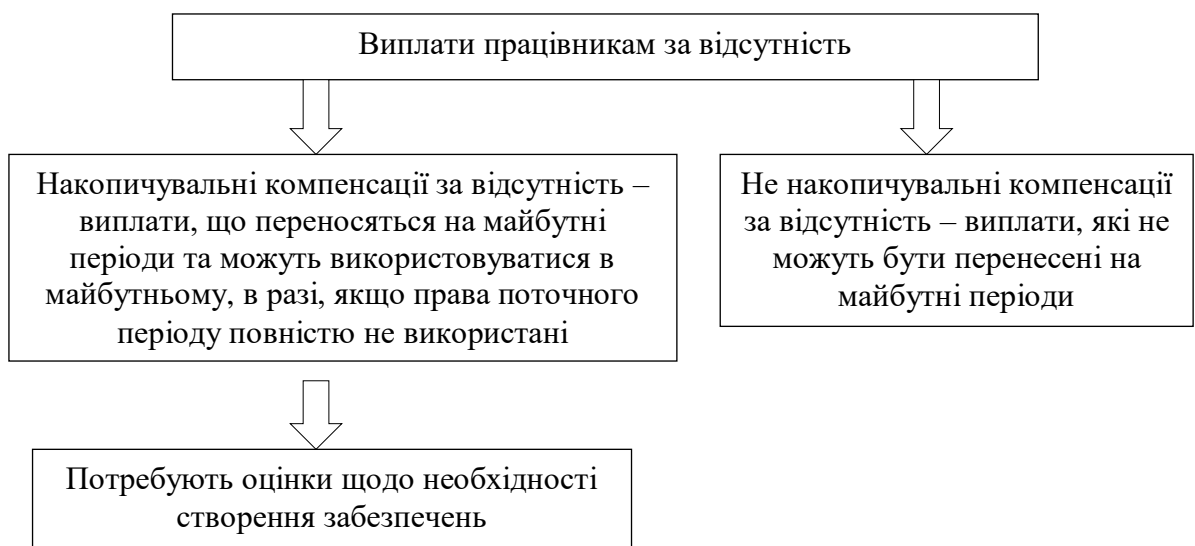 Виплати працівникам за відсутність
Накопичувальні компенсації за відсутність –
виплати, що переносяться на майбутні
періоди та можуть використовуватися в
майбутньому, в разі, якщо права поточного
періоду повністю не використані
Не накопичувальні компенсації
за відсутність – виплати, які не
можуть бути перенесені на
майбутні періоди
Потребують оцінки щодо необхідності
створення забезпечень